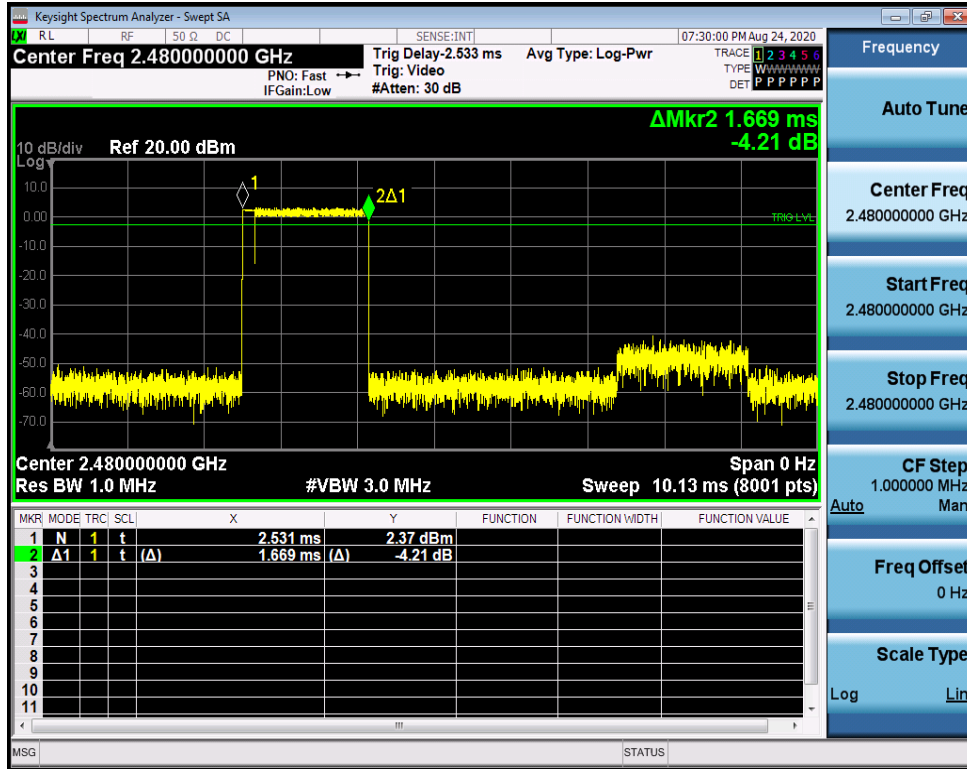 Keysight Spectrum Analyzer - Swept SA
LXI RL RF 50 Ω DC SENSE:INT 07:30:00 PM Aug 24, 2020
Center Freq 2.480000000 GHz
PNO: Fast
IFGain:Low
Trig Delay-2.533 ms
Trig: Video
#Atten: 30 dB
Avg Type: Log-Pwr
TRACE 1 2 3 4 5 6
TYPE WWWWWW
DET P P P P P P
ΔMkr2 1.669 ms
-4.21 dB
10 dB/div Ref 20.00 dBm
Log
1
2Δ1
10.0
0.00
TRIG LVL
-10.0
-20.0
-30.0
-40.0
-50.0
-60.0
-70.0
Center 2.480000000 GHz Span 0 Hz
Res BW 1.0 MHz #VBW 3.0 MHz Sweep 10.13 ms (8001 pts)
MKR MODE TRC SCL X Y FUNCTION FUNCTION WIDTH FUNCTION VALUE
1 N 1 t 2.531 ms 2.37 dBm
2 Δ1 1 t (Δ) 1.669 ms (Δ) -4.21 dB
3
4
5
6
7
8
9
10
11
MSG STATUS
Frequency
Auto Tune
Center Freq
2.480000000 GHz
Start Freq
2.480000000 GHz
Stop Freq
2.480000000 GHz
CF Step
1.000000 MHz
Auto Man
Freq Offset
0 Hz
Scale Type
Log Lin